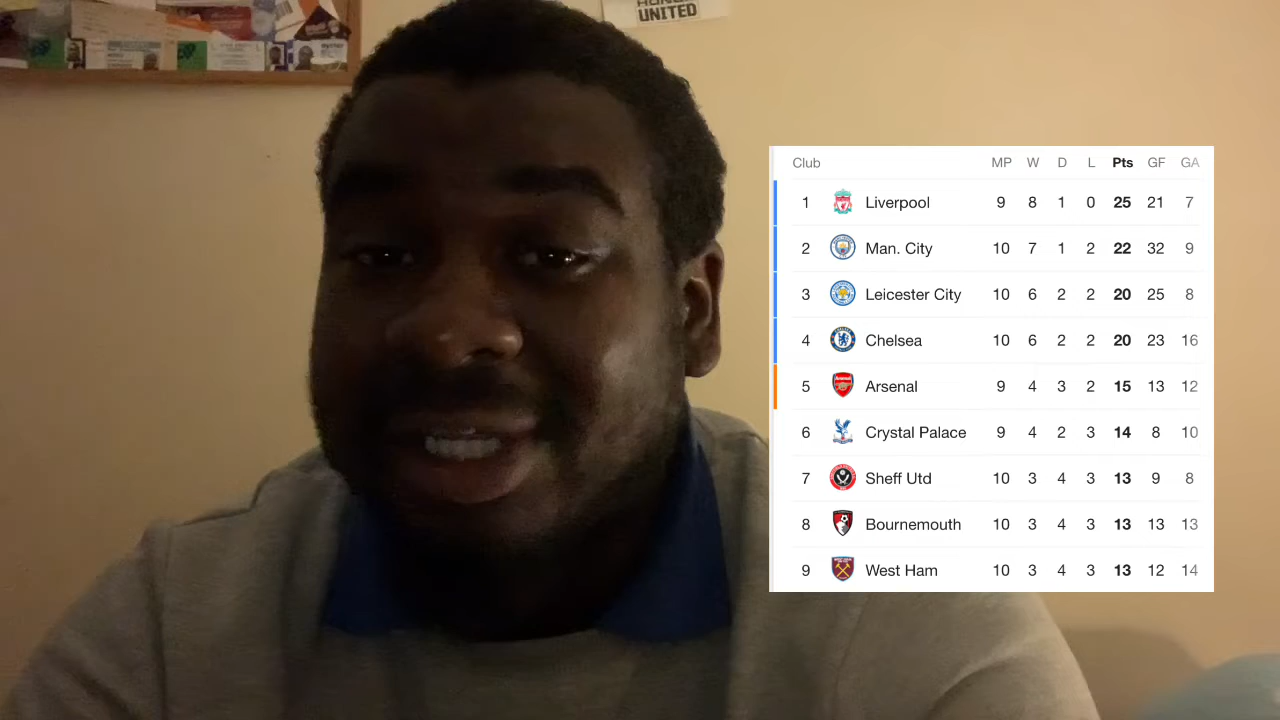 UNITED
Club MP W D L Pts GF GA
1 Liverpool 9 8 1 0 25 21 7
2 Man. City 10 7 1 2 22 32 9
3 Leicester City 10 6 2 2 20 25 8
4 Chelsea 10 6 2 2 20 23 16
5 Arsenal 9 4 3 2 15 13 12
6 Crystal Palace 9 4 2 3 14 8 10
7 Sheff Utd 10 3 4 3 13 9 8
8 Bournemouth 10 3 4 3 13 13 13
9 West Ham 10 3 4 3 13 12 14